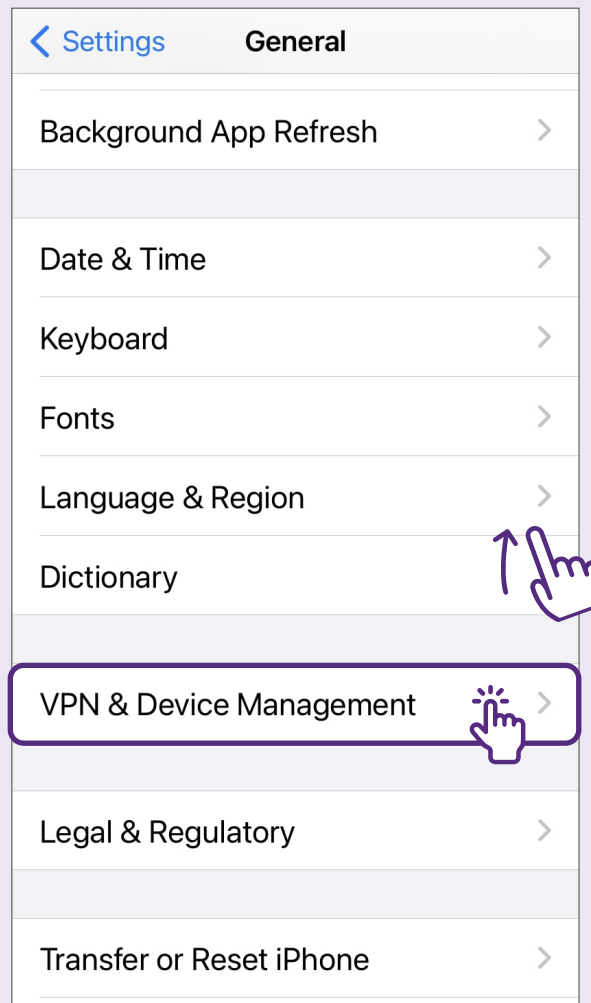 Settings General
Background App Refresh
Date & Time
Keyboard
Fonts
Language & Region
Dictionary
VPN & Device Management
Legal & Regulatory
Transfer or Reset iPhone